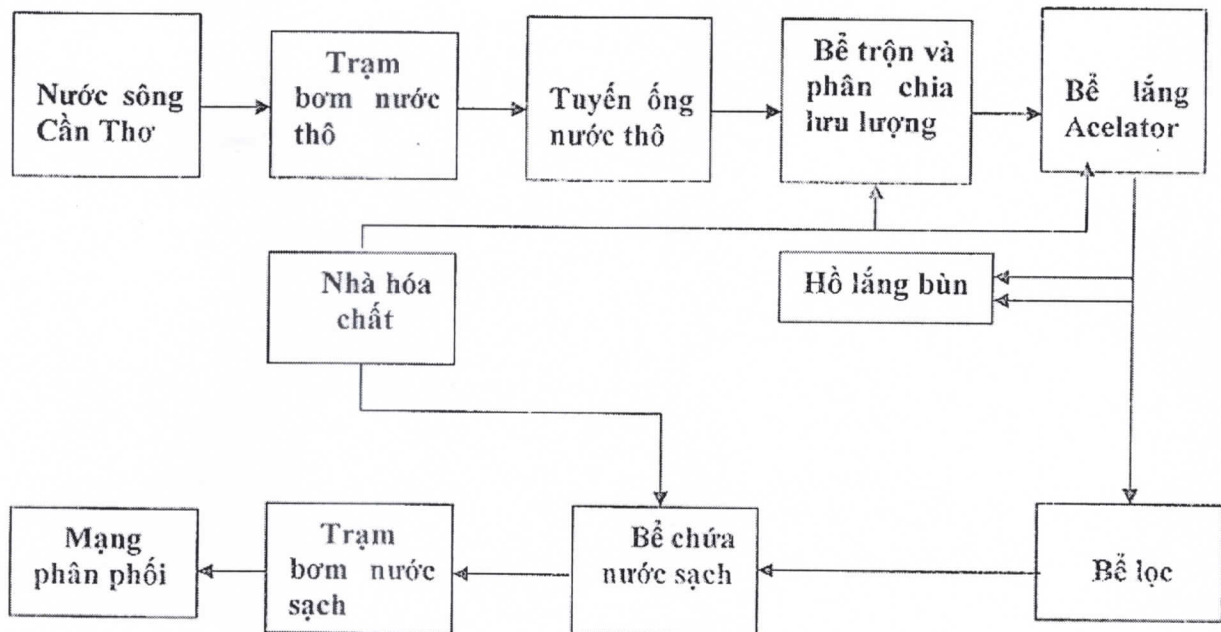 Nước sông
Cần Thơ
Trạm
bơm nước
thô
Tuyến ống
nước thô
Bể trộn và
phân chia
lưu lượng
Bể lắng
Acelator
Nhà hóa
chất
Hồ lắng bùn
Mạng
phân phối
Trạm
bơm nước
sạch
Bể chứa
nước sạch
Bể lọc